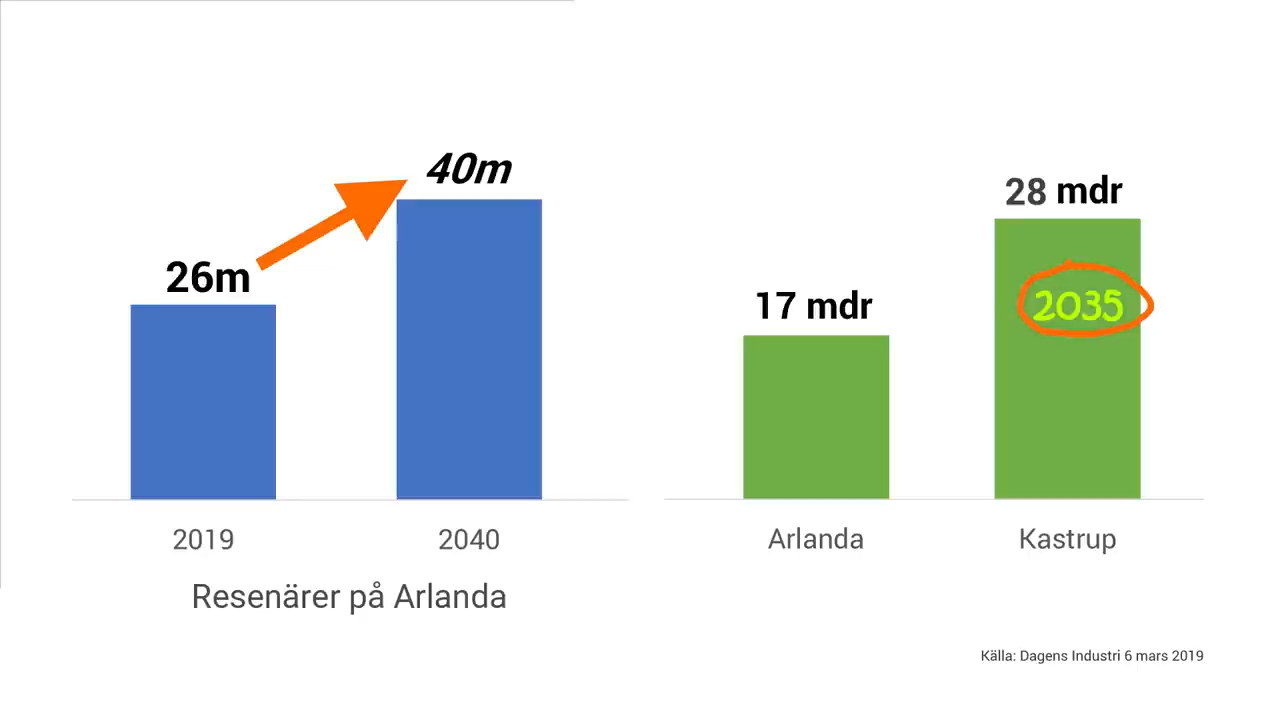 40m
26m
2019
2040
Resenärer på Arlanda
28 mdr
2035
17 mdr
Arlanda
Kastrup
Källa: Dagens Industri 6 mars 2019